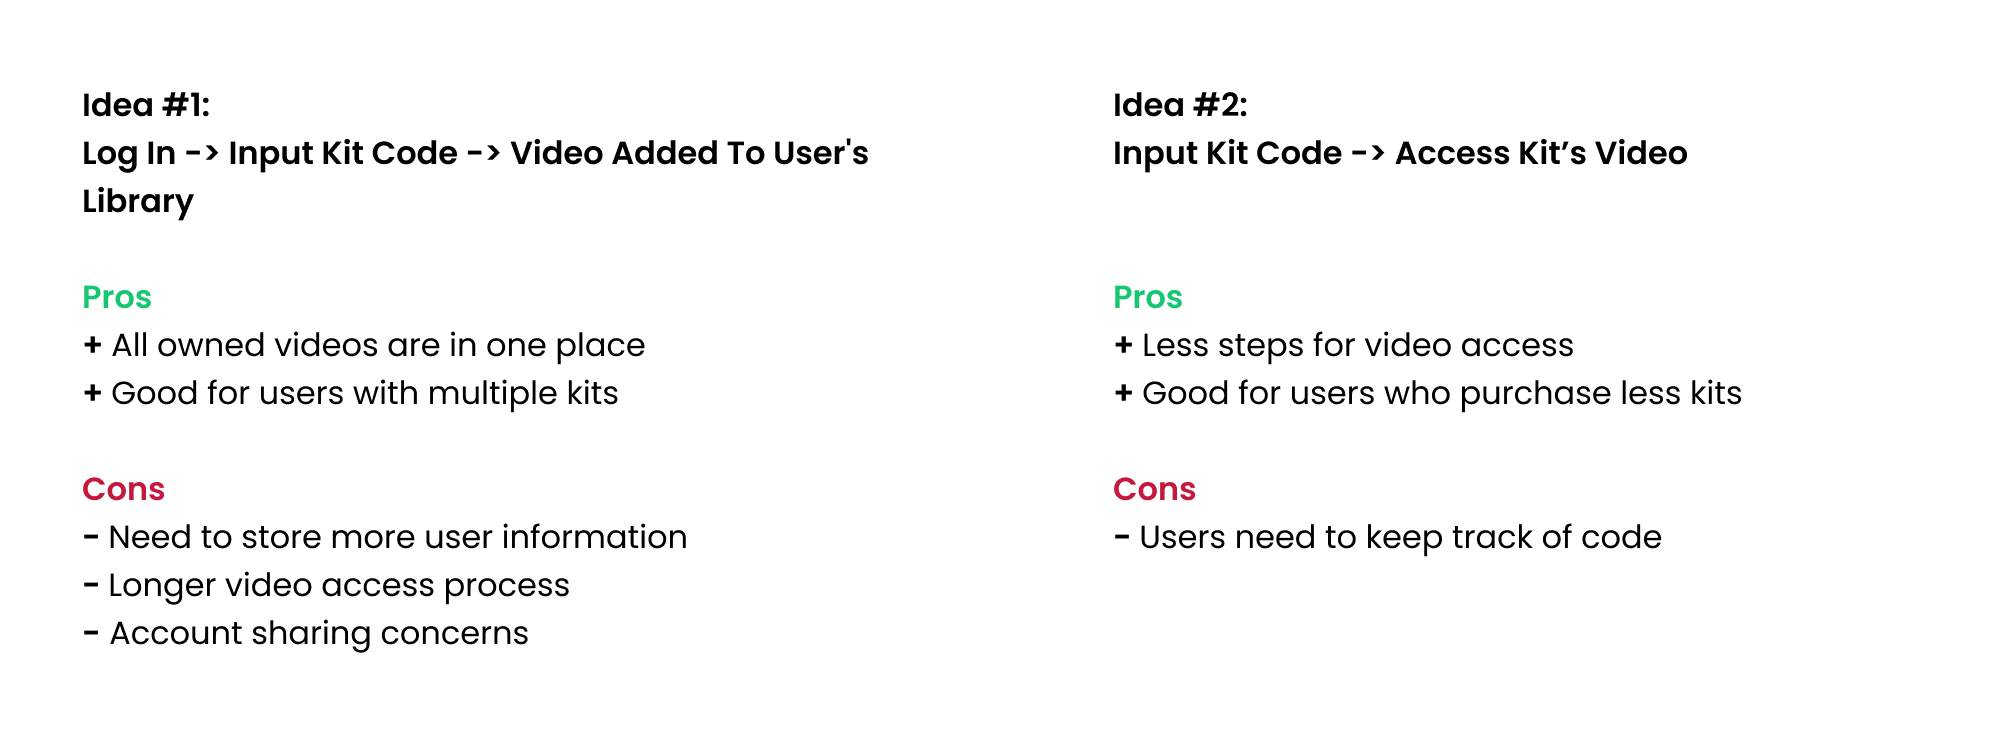 Idea #1:
Log In -> Input Kit Code -> Video Added To User's
Library
Pros
+ All owned videos are in one place
+ Good for users with multiple kits
Cons
- Need to store more user information
- Longer video access process
- Account sharing concerns
Idea #2:
Input Kit Code -> Access Kit’s Video
Pros
+ Less steps for video access
+ Good for users who purchase less kits
Cons
- Users need to keep track of code